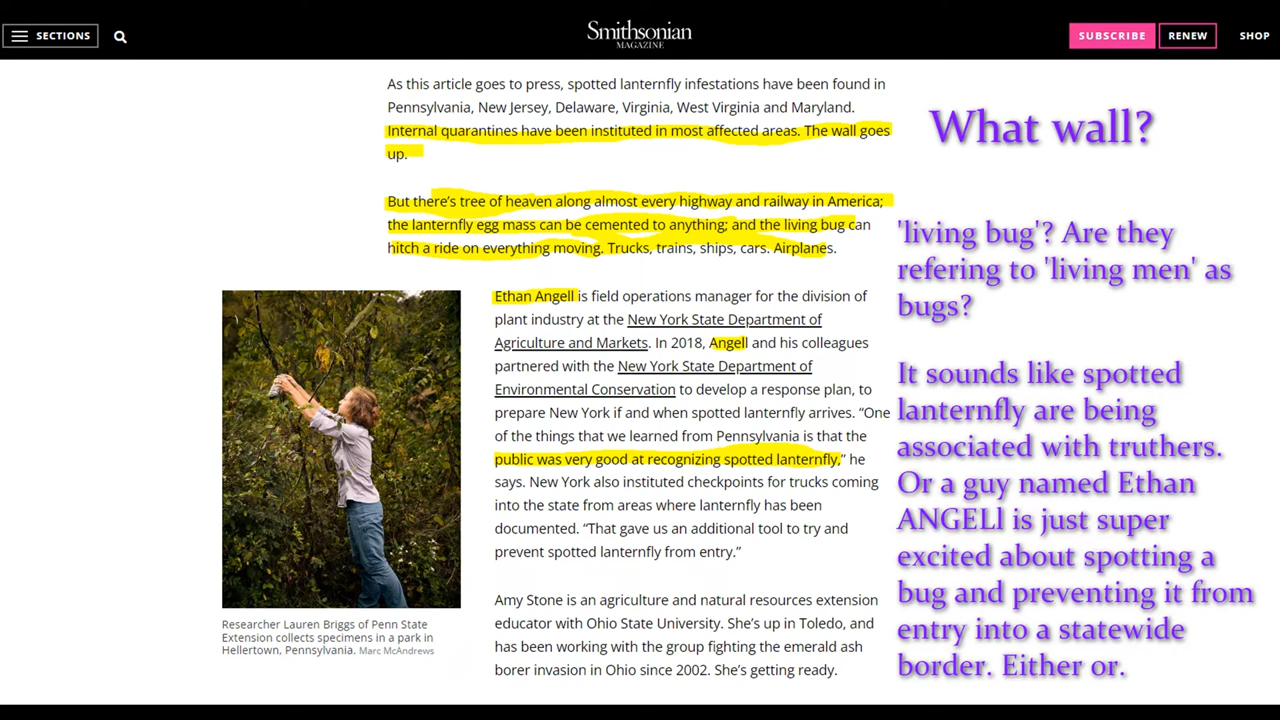 SECTIONS
Smithsonian
MAGAZINE
SUBSCRIBE
RENEW
SHOP
As this article goes to press, spotted lanternfly infestations have been found in
Pennsylvania, New Jersey, Delaware, Virginia, West Virginia and Maryland.
Internal quarantines have been instituted in most affected areas. The wall goes
up.
But there’s tree of heaven along almost every highway and railway in America;
the lanternfly egg mass can be cemented to anything; and the living bug can
hitch a ride on everything moving. Trucks, trains, ships, cars. Airplanes.
Ethan Angell is field operations manager for the division of
plant industry at the New York State Department of
Agriculture and Markets. In 2018, Angell and his colleagues
partnered with the New York State Department of
Environmental Conservation to develop a response plan, to
prepare New York if and when spotted lanternfly arrives. “One
of the things that we learned from Pennsylvania is that the
public was very good at recognizing spotted lanternfly,” he
says. New York also instituted checkpoints for trucks coming
into the state from areas where lanternfly has been
documented. “That gave us an additional tool to try and
prevent spotted lanternfly from entry.”
Amy Stone is an agriculture and natural resources extension
educator with Ohio State University. She’s up in Toledo, and
has been working with the group fighting the emerald ash
borer invasion in Ohio since 2002. She’s getting ready.
Researcher Lauren Briggs of Penn State
Extension collects specimens in a park in
Hellertown, Pennsylvania. Marc McAndrews
What wall?
'living bug'? Are they
refering to 'living men' as
bugs?
It sounds like spotted
lanternfly are being
associated with truthers.
Or a guy named Ethan
ANGELl is just super
excited about spotting a
bug and preventing it from
entry into a statewide
border. Either or.